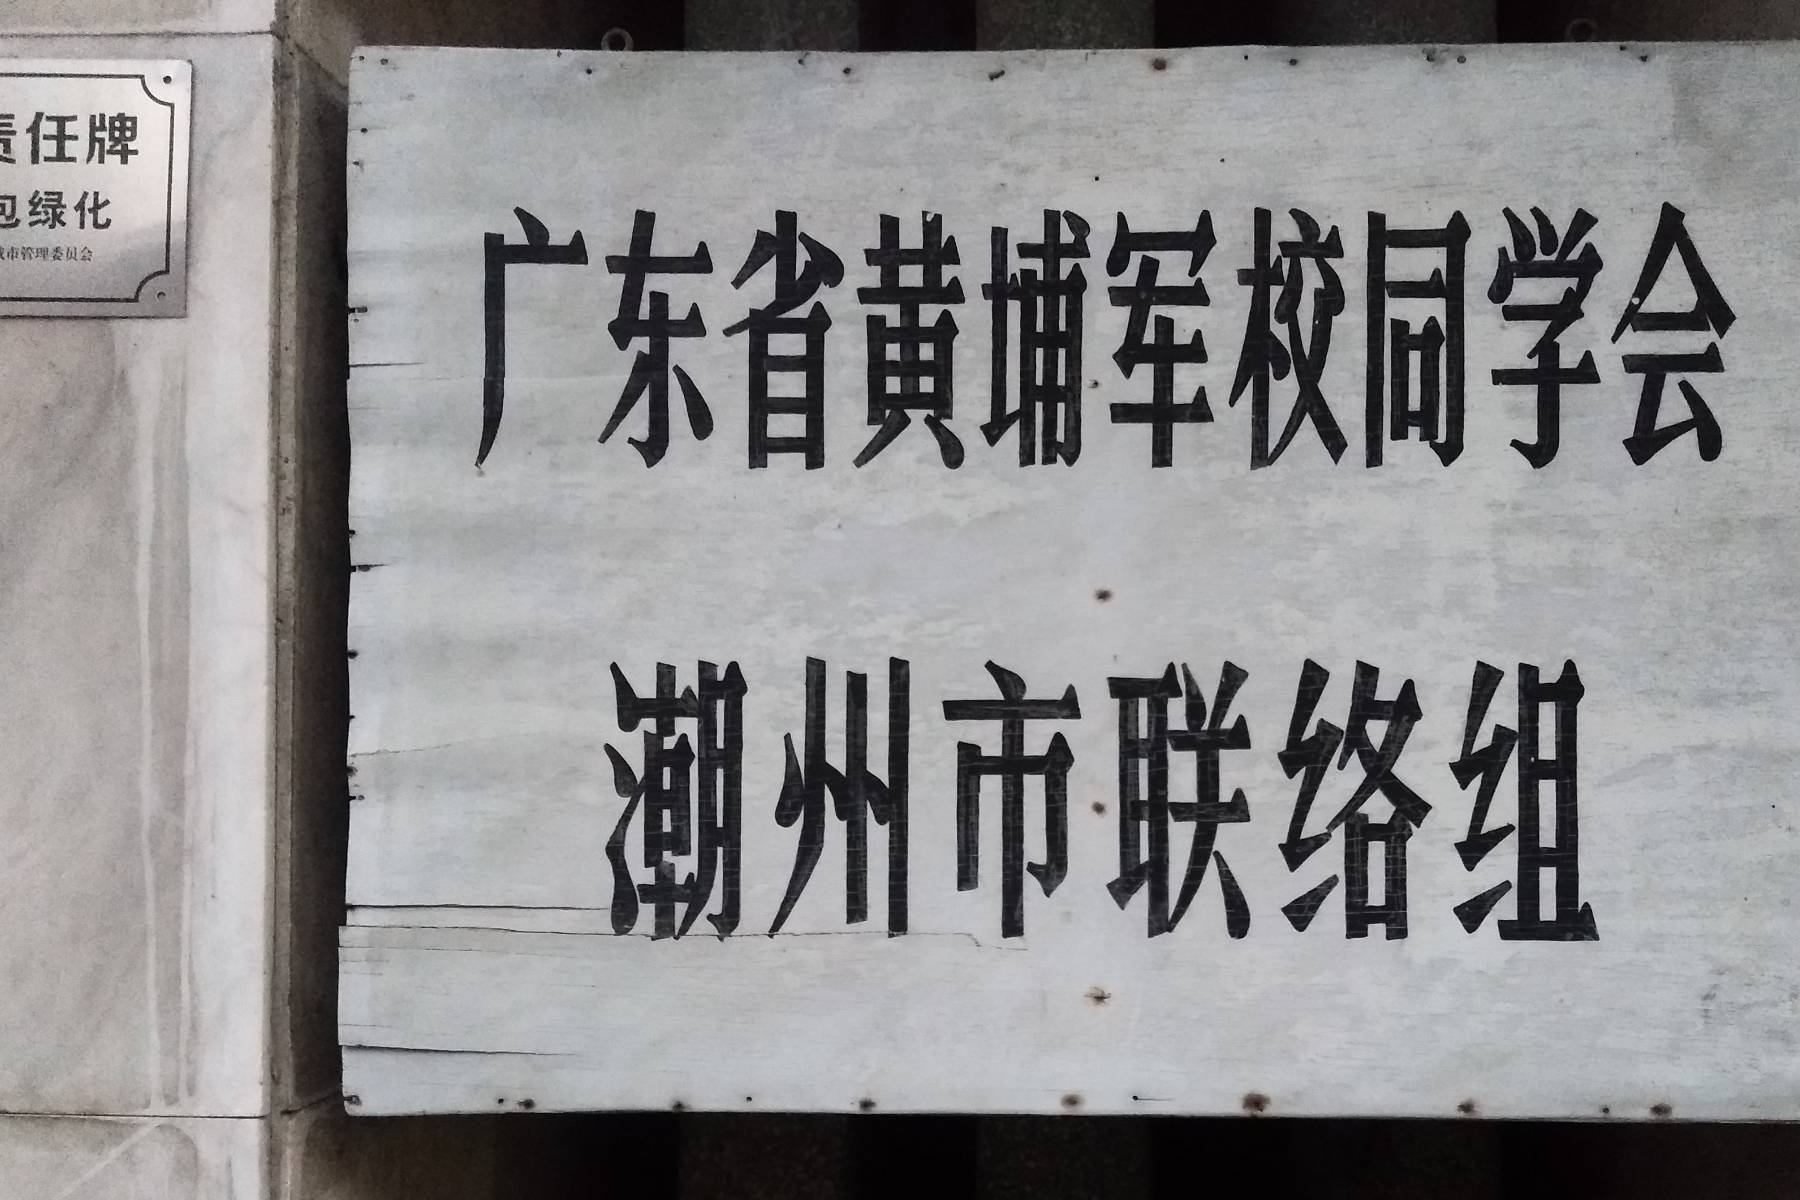 责任牌
包绿化
城市管理委员会
广东省黄埔军校同学会
潮州市联络组